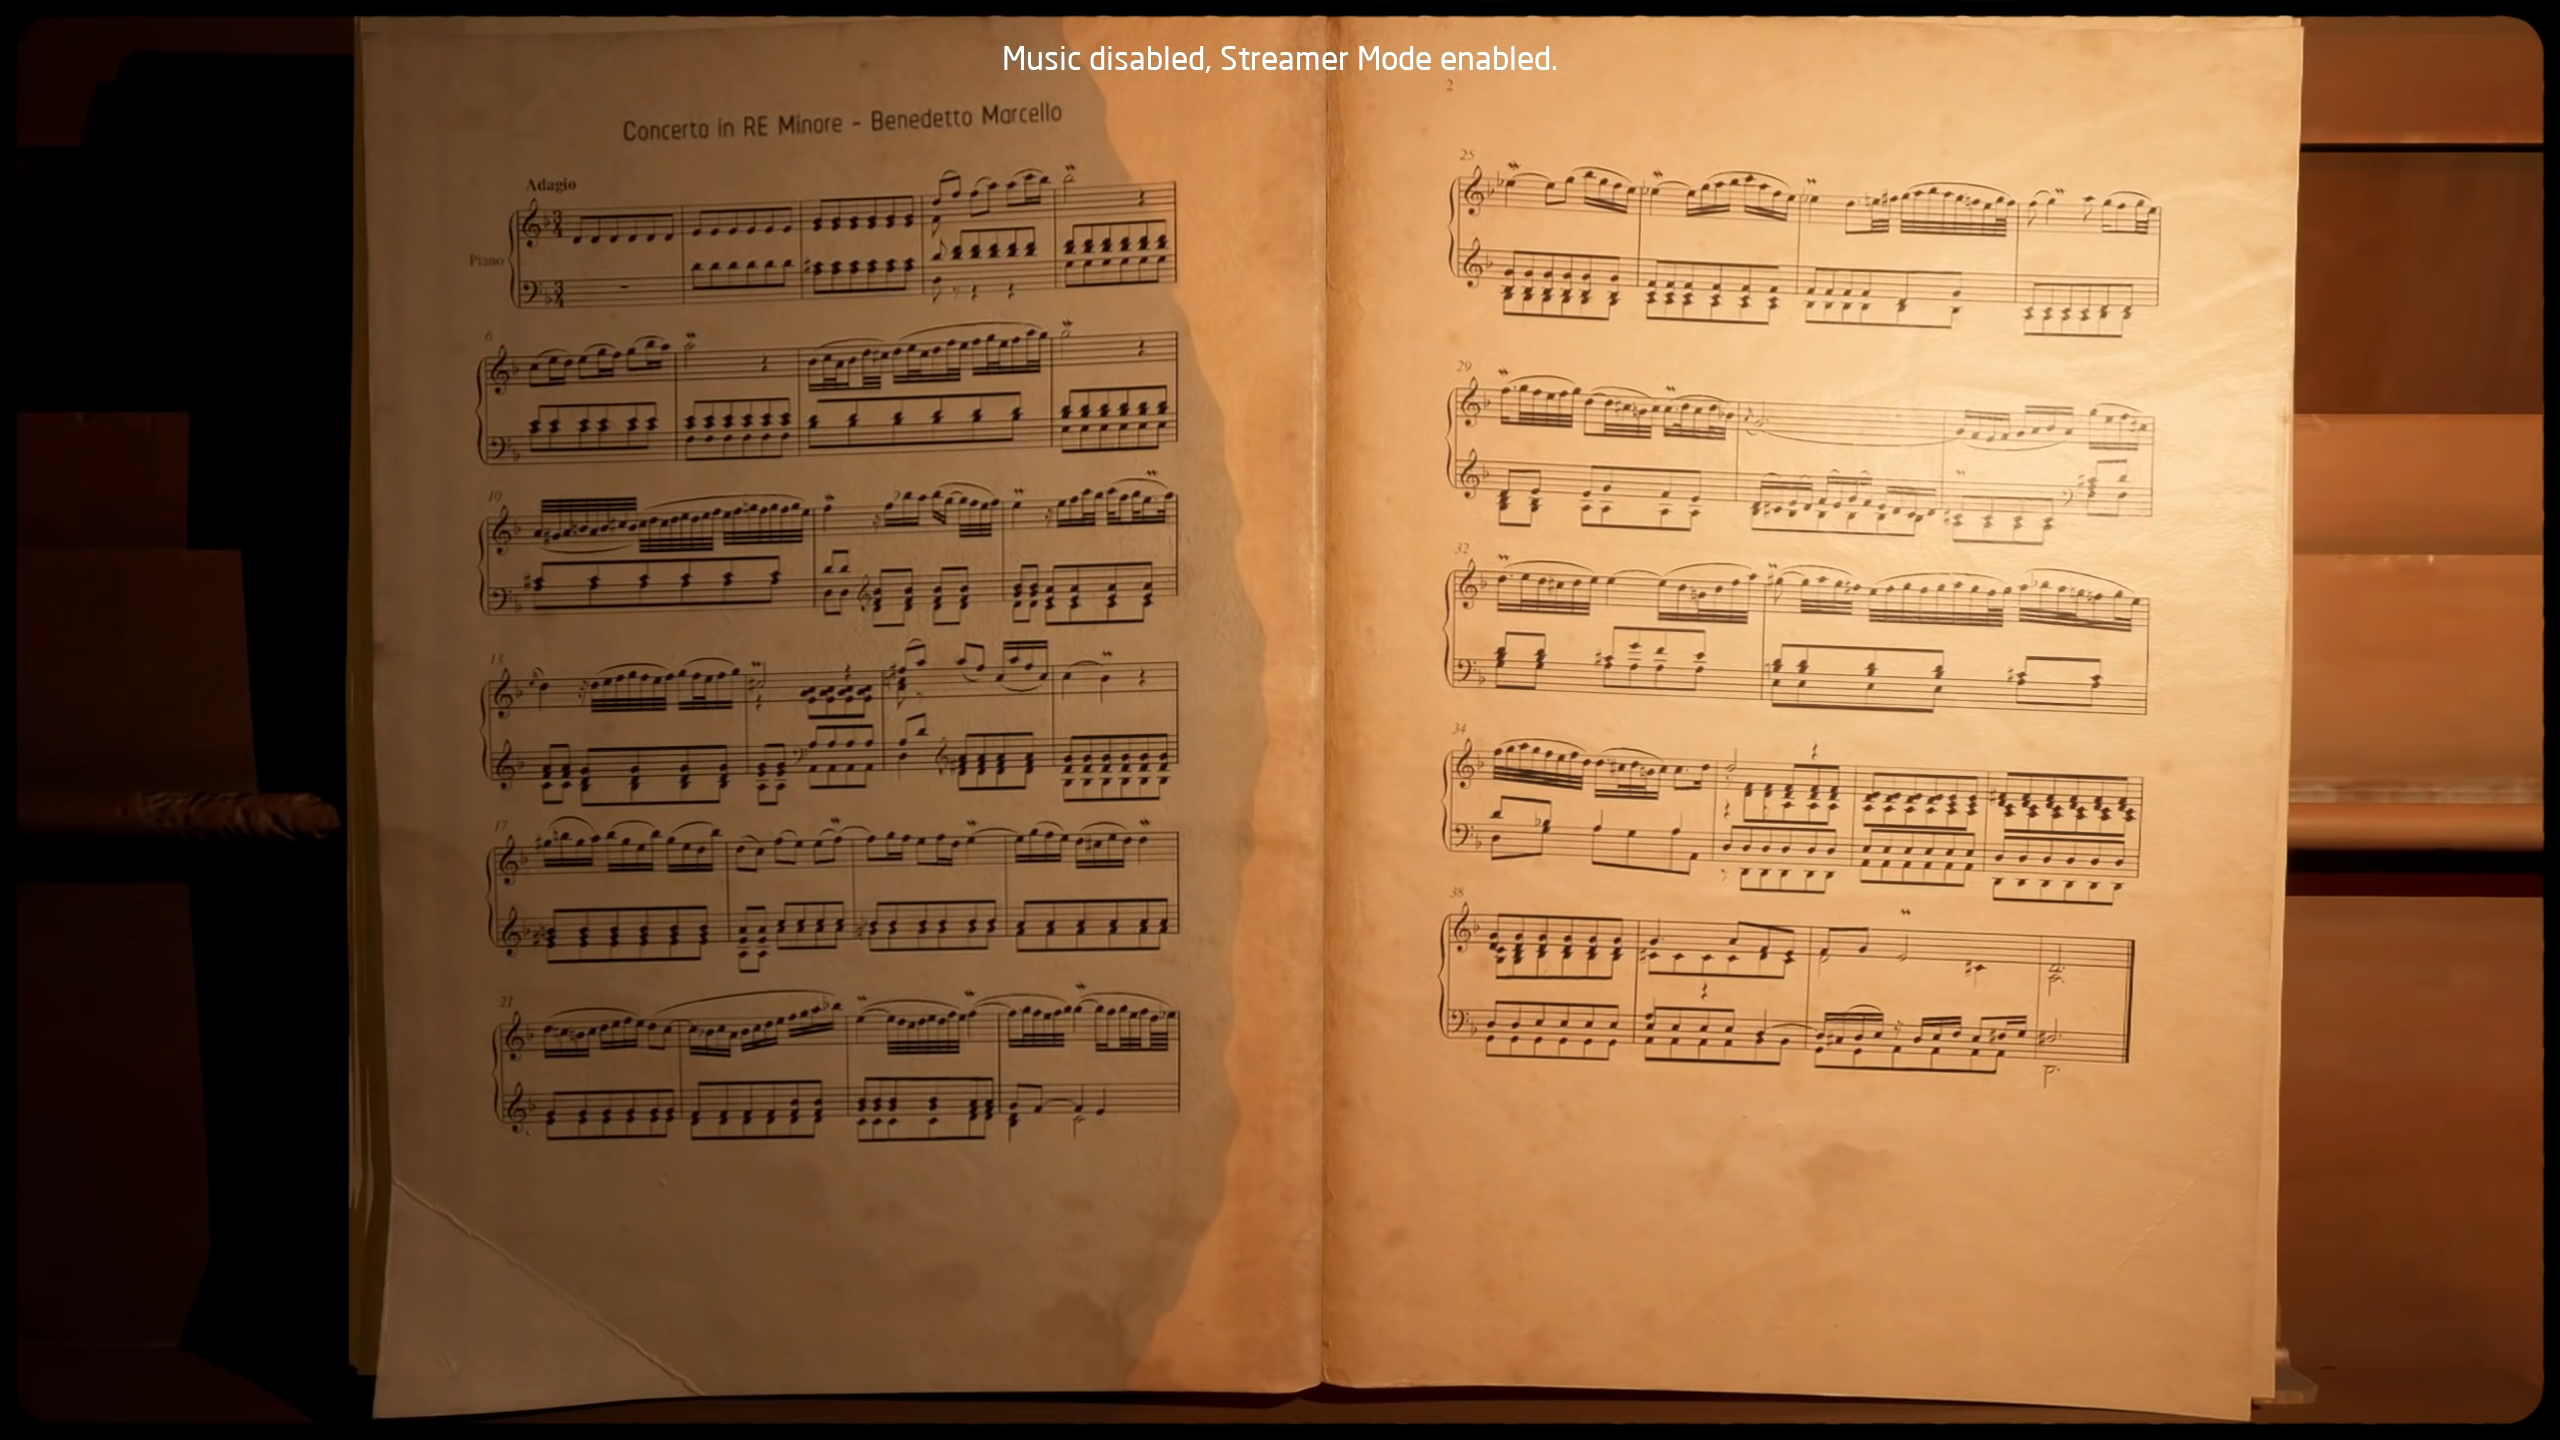 Music disabled, Streamer Mode enabled.
Concerto in RE Minore - Benedetto Marcello
Adagio
Piano
6
10
13
17
21
2
25
29
32
34
38